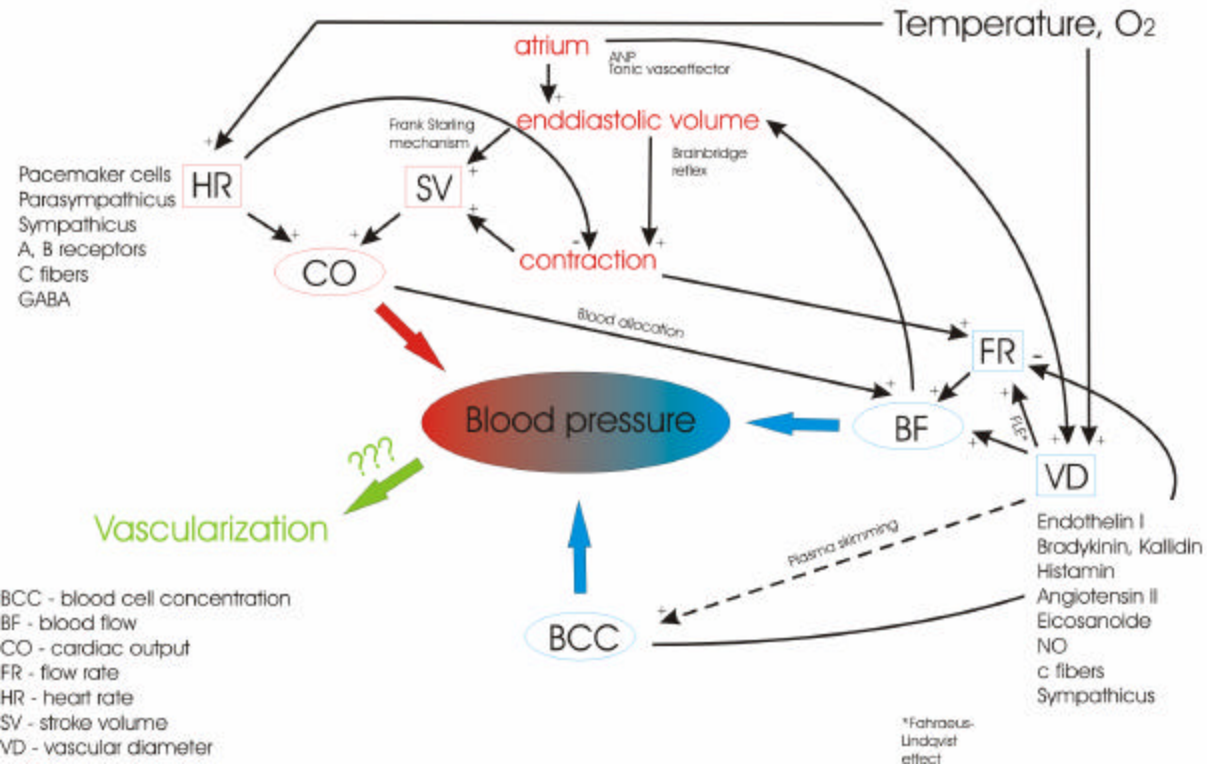 Temperature, O2
atrium
ANP
Tonic vasoeffector
+
+
enddiastolic volume
Frank Starling
mechanism
Brainbridge
reflex
Pacemaker cells
Parasympathicus
Sympathicus
A, B receptors
C fibers
GABA
HR
SV
+
+
+
+
-
+
contraction
CO
Blood allocation
+
FR
-
+
+
+
FLE*
BF
+
+
+
VD
Blood pressure
???
Vascularization
Plasma skimming
+
BCC
Endothelin I
Bradykinin, Kallidin
Histamin
Angiotensin II
Eicosanoide
NO
c fibers
Sympathicus
BCC - blood cell concentration
BF - blood flow
CO - cardiac output
FR - flow rate
HR - heart rate
SV - stroke volume
VD - vascular diameter
*Fahraeus-
Lindqvist
effect